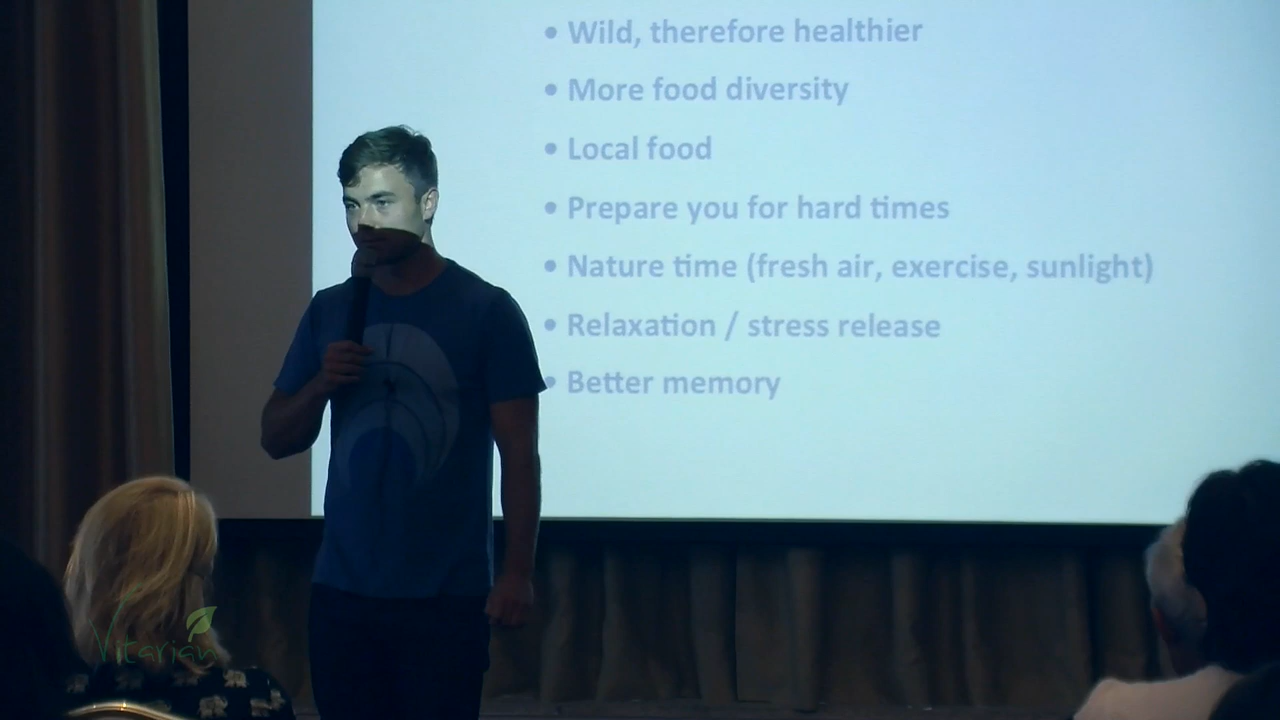 • Wild, therefore healthier
• More food diversity
• Local food
• Prepare you for hard times
• Nature time (fresh air, exercise, sunlight)
• Relaxation / stress release
• Better memory
Vitarian